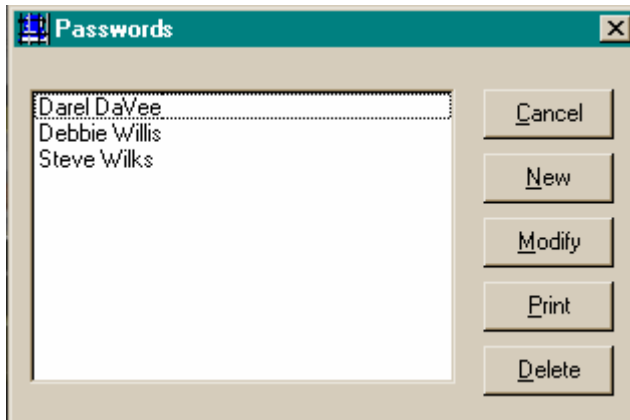 Passwords
Darel DaVee
Debbie Willis
Steve Wilks
Cancel
New
Modify
Print
Delete